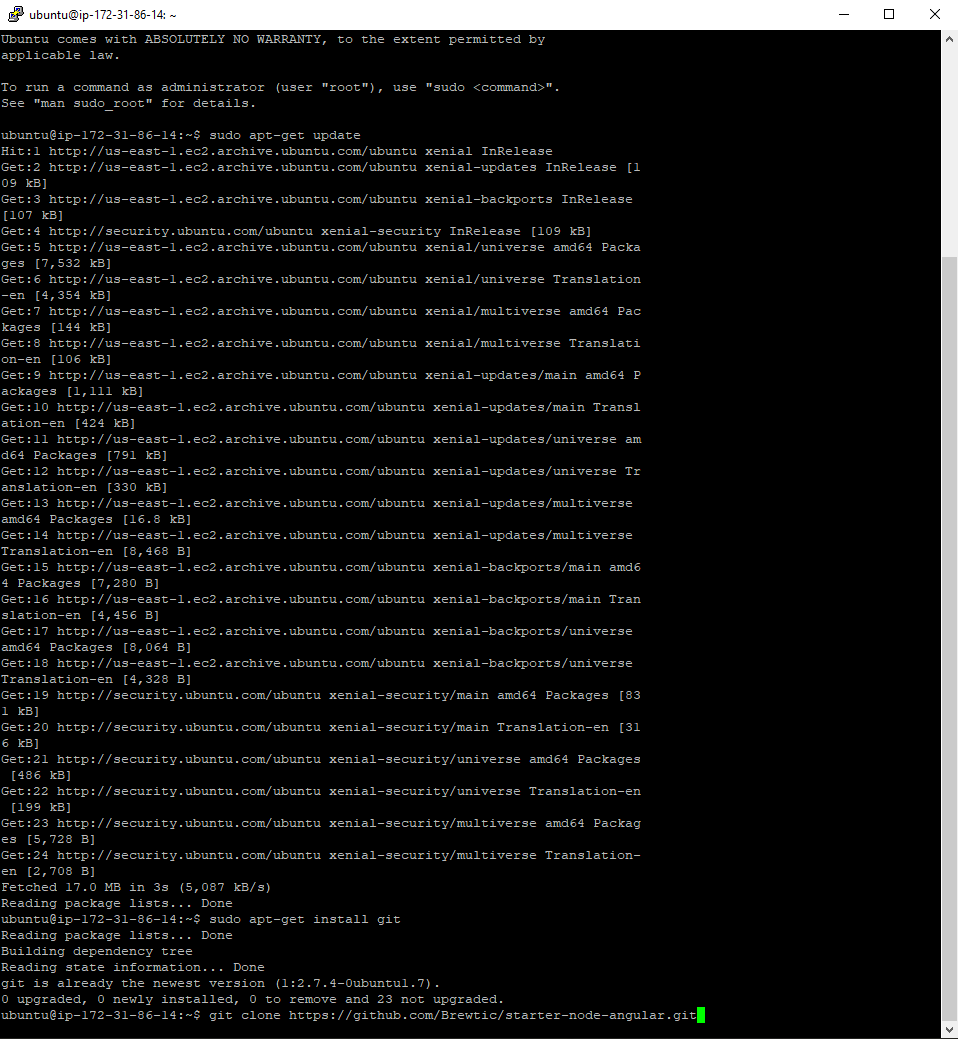 ubuntu@ip-172-31-86-14: ~
Ubuntu comes with ABSOLUTELY NO WARRANTY, to the extent permitted by
applicable law.
To run a command as administrator (user "root"), use "sudo <command>".
See "man sudo_root" for details.
ubuntu@ip-172-31-86-14:~$ sudo apt-get update
Hit:1 http://us-east-1.ec2.archive.ubuntu.com/ubuntu xenial InRelease
Get:2 http://us-east-1.ec2.archive.ubuntu.com/ubuntu xenial-updates InRelease [1
09 kB]
Get:3 http://us-east-1.ec2.archive.ubuntu.com/ubuntu xenial-backports InRelease
[107 kB]
Get:4 http://security.ubuntu.com/ubuntu xenial-security InRelease [109 kB]
Get:5 http://us-east-1.ec2.archive.ubuntu.com/ubuntu xenial/universe amd64 Packa
ges [7,532 kB]
Get:6 http://us-east-1.ec2.archive.ubuntu.com/ubuntu xenial/universe Translation
-en [4,354 kB]
Get:7 http://us-east-1.ec2.archive.ubuntu.com/ubuntu xenial/multiverse amd64 Pac
kages [144 kB]
Get:8 http://us-east-1.ec2.archive.ubuntu.com/ubuntu xenial/multiverse Translati
on-en [106 kB]
Get:9 http://us-east-1.ec2.archive.ubuntu.com/ubuntu xenial-updates/main amd64 P
ackages [1,111 kB]
Get:10 http://us-east-1.ec2.archive.ubuntu.com/ubuntu xenial-updates/main Transl
ation-en [424 kB]
Get:11 http://us-east-1.ec2.archive.ubuntu.com/ubuntu xenial-updates/universe am
d64 Packages [791 kB]
Get:12 http://us-east-1.ec2.archive.ubuntu.com/ubuntu xenial-updates/universe Tr
anslation-en [330 kB]
Get:13 http://us-east-1.ec2.archive.ubuntu.com/ubuntu xenial-updates/multiverse
amd64 Packages [16.8 kB]
Get:14 http://us-east-1.ec2.archive.ubuntu.com/ubuntu xenial-updates/multiverse
Translation-en [8,468 B]
Get:15 http://us-east-1.ec2.archive.ubuntu.com/ubuntu xenial-backports/main amd6
4 Packages [7,280 B]
Get:16 http://us-east-1.ec2.archive.ubuntu.com/ubuntu xenial-backports/main Tran
slation-en [4,456 B]
Get:17 http://us-east-1.ec2.archive.ubuntu.com/ubuntu xenial-backports/universe
amd64 Packages [8,064 B]
Get:18 http://us-east-1.ec2.archive.ubuntu.com/ubuntu xenial-backports/universe
Translation-en [4,328 B]
Get:19 http://security.ubuntu.com/ubuntu xenial-security/main amd64 Packages [83
1 kB]
Get:20 http://security.ubuntu.com/ubuntu xenial-security/main Translation-en [31
6 kB]
Get:21 http://security.ubuntu.com/ubuntu xenial-security/universe amd64 Packages
[486 kB]
Get:22 http://security.ubuntu.com/ubuntu xenial-security/universe Translation-en
[199 kB]
Get:23 http://security.ubuntu.com/ubuntu xenial-security/multiverse amd64 Packag
es [5,728 B]
Get:24 http://security.ubuntu.com/ubuntu xenial-security/multiverse Translation-
en [2,708 B]
Fetched 17.0 MB in 3s (5,087 kB/s)
Reading package lists... Done
ubuntu@ip-172-31-86-14:~$ sudo apt-get install git
Reading package lists... Done
Building dependency tree
Reading state information... Done
git is already the newest version (1:2.7.4-0ubuntu1.7).
0 upgraded, 0 newly installed, 0 to remove and 23 not upgraded.
ubuntu@ip-172-31-86-14:~$ git clone https://github.com/Brewtic/starter-node-angular.git